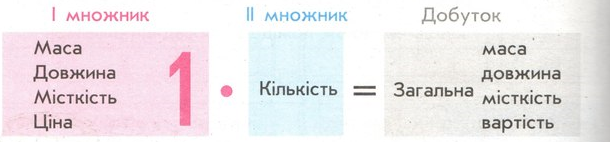 І множник ІІ множник Добуток
Маса
Довжина
Місткість
Ціна
1 • Кількість = Загальна
маса
довжина
місткість
вартість